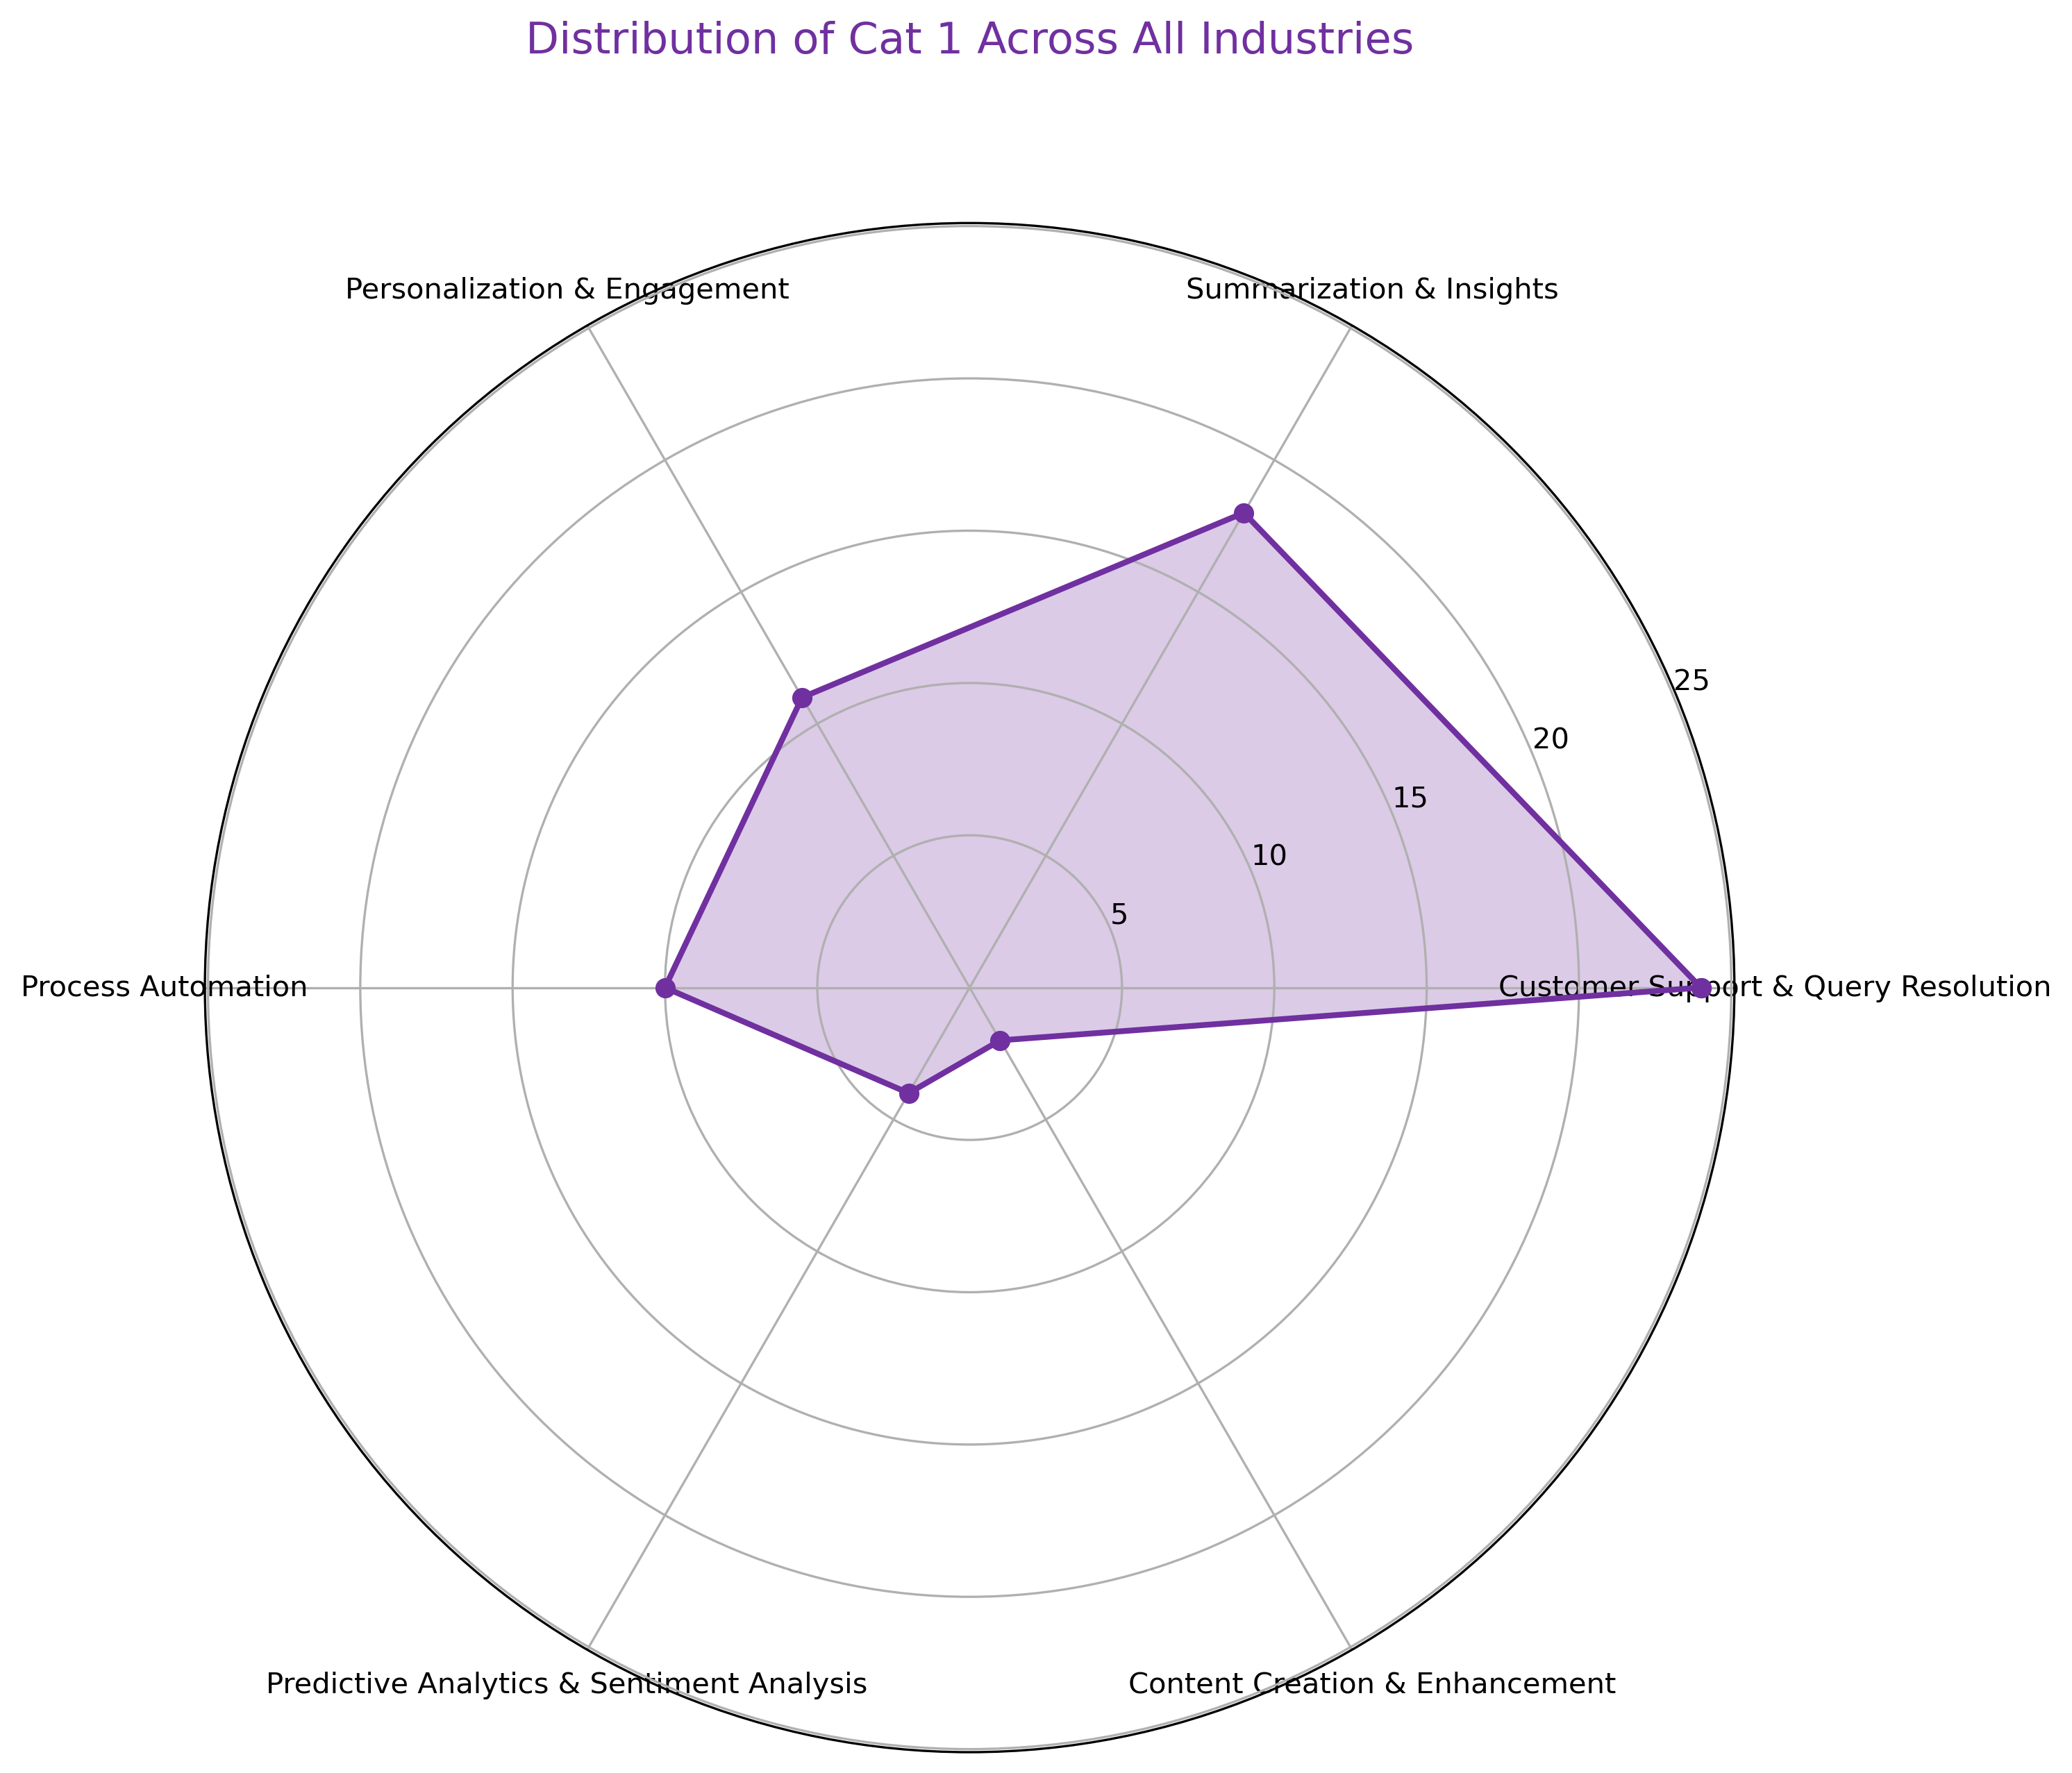 Distribution of Cat 1 Across All Industries
Personalization & Engagement
Summarization & Insights
25
20
15
10
5
Process Automation
Customer Support & Query Resolution
Predictive Analytics & Sentiment Analysis
Content Creation & Enhancement